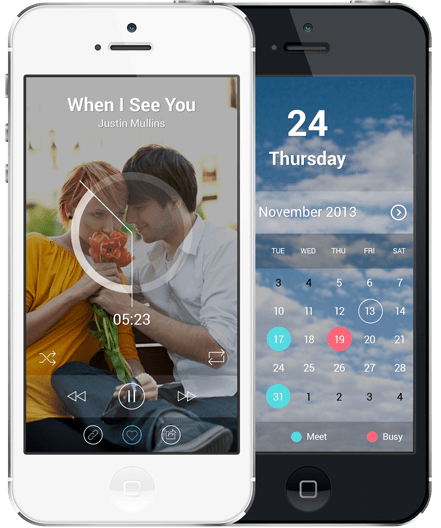 When I See You
Justin Mullins
05:23
24
Thursday
November 2013
TUE WED THU FRI SAT
3 4 5 6 7
10 11 12 13 14
17 18 19 20 21
24 25 26 27 28
31 1 2 3 4
Meet Busy